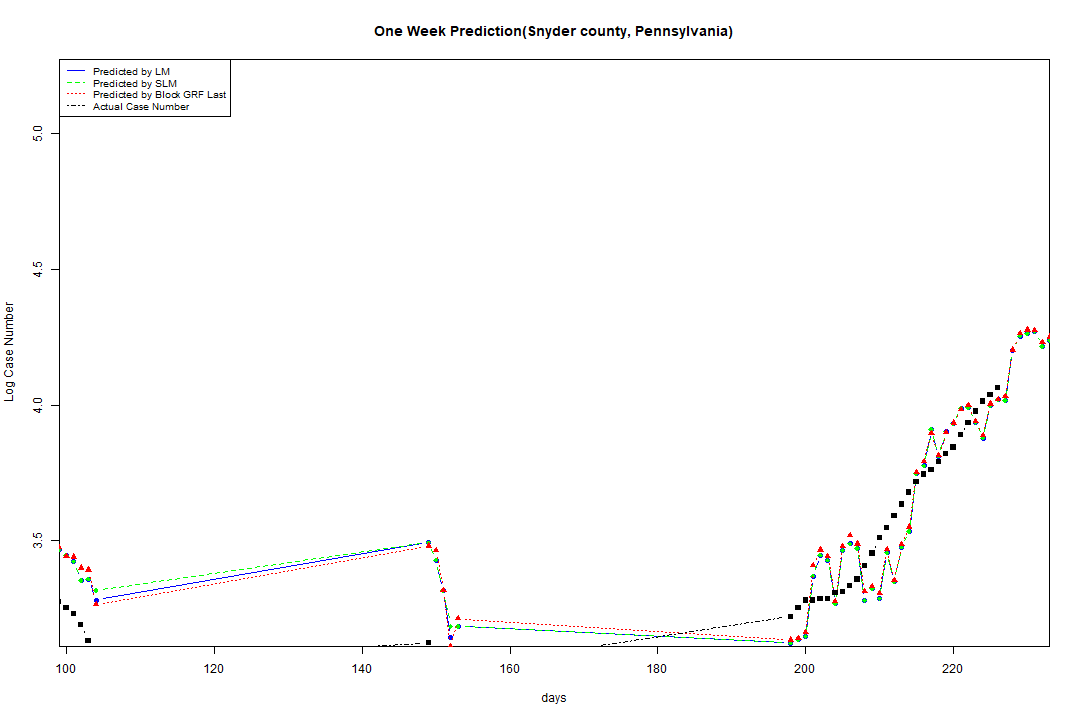 One Week Prediction(Snyder county, Pennsylvania)
Predicted by LM
Predicted by SLM
Predicted by Block GRF Last
Actual Case Number
5.0
4.5
4.0
3.5
Log Case Number
100 120 140 160 180 200 220
days